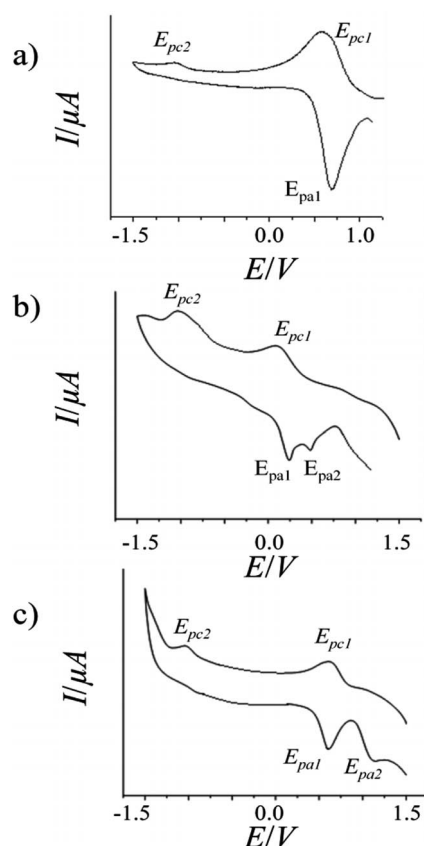 a)
E_pc2
E_pc1
I/μA
E_pa1
-1.5 0.0 1.0
E/V
b)
E_pc2
E_pc1
I/μA
E_pa1 E_pa2
-1.5 0.0 1.5
E/V
c)
E_pc2 E_pc1
I/μA
E_pa1 E_pa2
-1.5 0.0 1.5
E/V